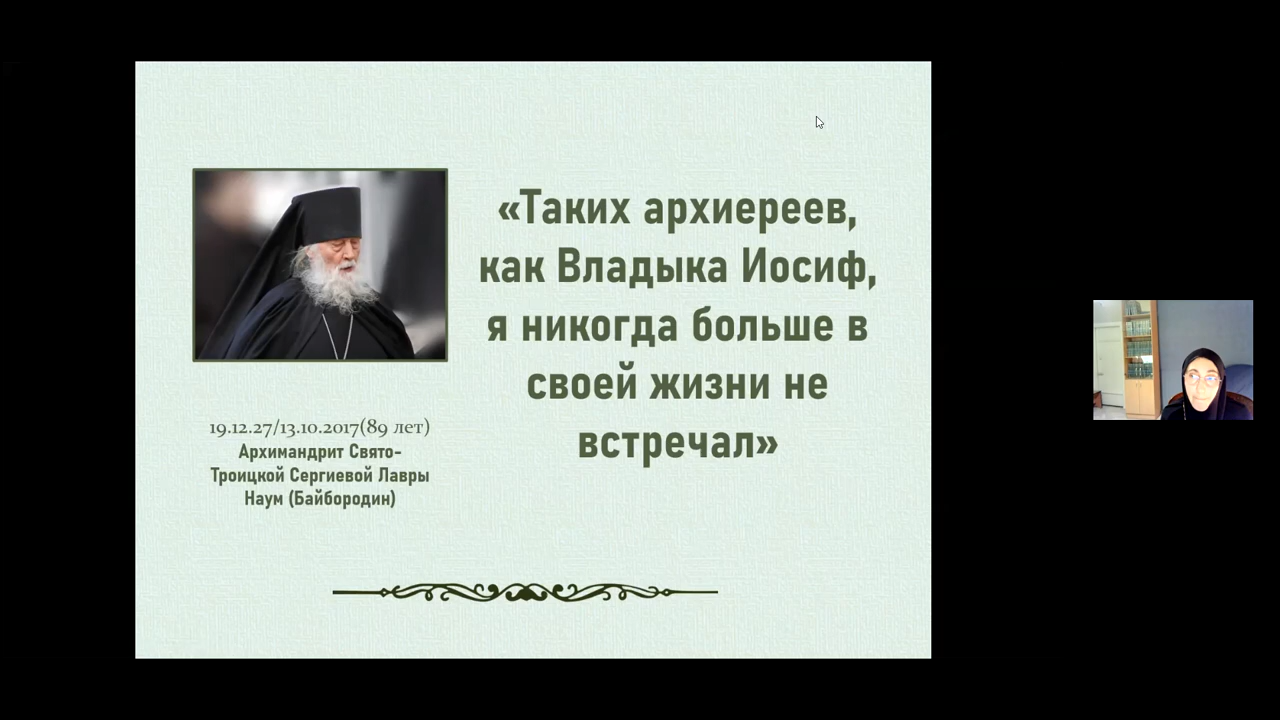 «Таких архиереев,
как Владыка Иосиф,
я никогда больше в
своей жизни не
встречал»
19.12.27/13.10.2017(89 лет)
Архимандрит Свято-
Троицкой Сергиевой Лавры
Наум (Байбородин)